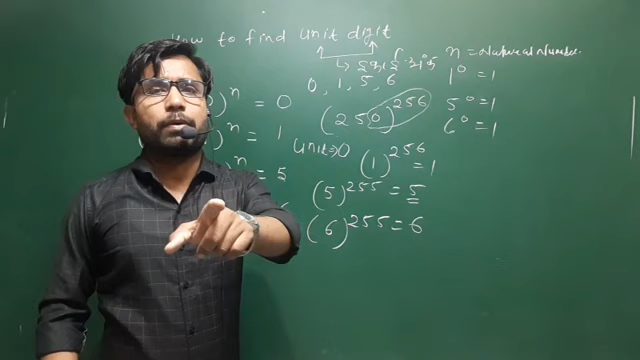 How to find unit digit
n = Natural Number
0, 1, 5, 6
1⁰ = 1
)ⁿ = 0
(250)²⁵⁶
5⁰ = 1
6⁰ = 1
)ⁿ = 1
Unit ⇒ 0
(1)²⁵⁶ = 1
ⁿ = 5
(5)²⁵⁵ = 5
(6)²⁵⁵ = 6